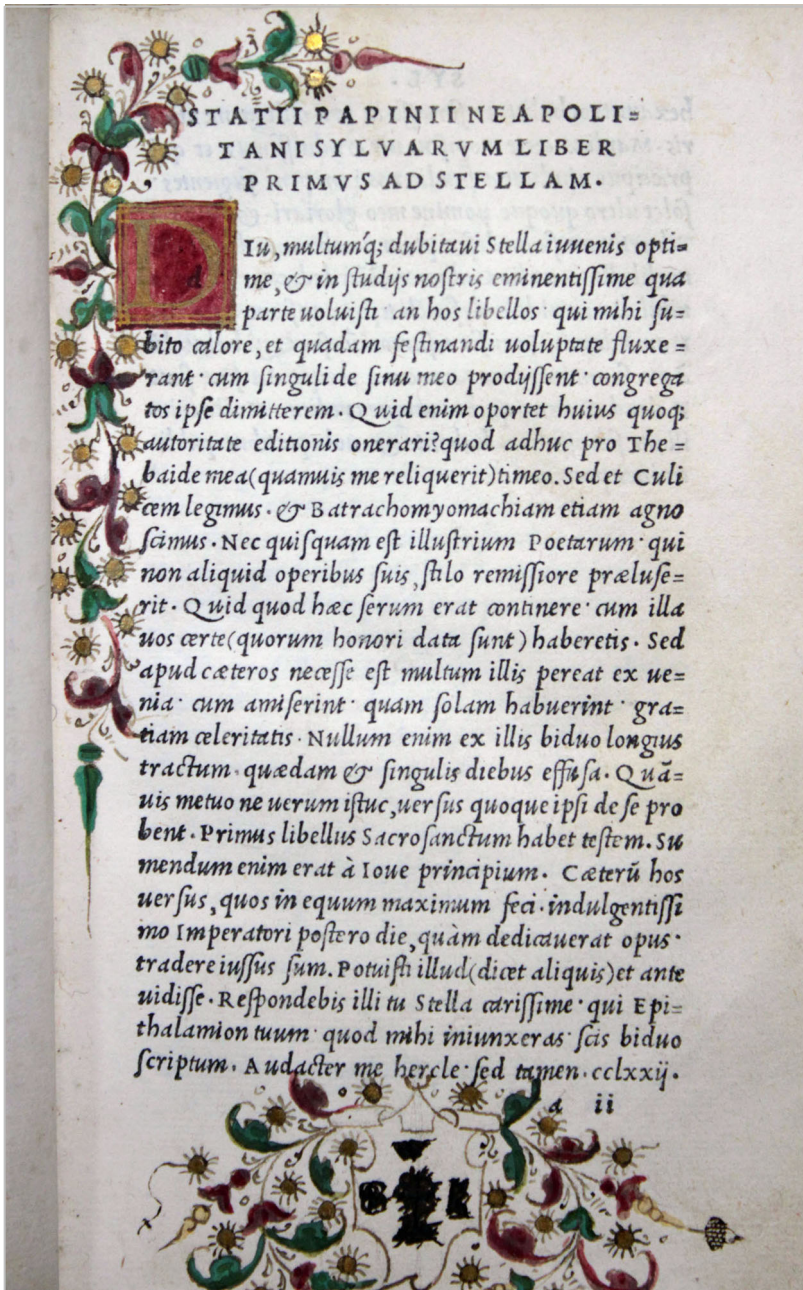 STATII PAPINII NEAPOLI=
TANI SYLVARVM LIBER
PRIMVS AD STELLAM.
D
d
Iu, multumq́; dubitaui Stella iuuenis opti=
me, & in ſtudijs noſtris eminentiſſime qua
parte uoluiſti an hos libellos· qui mihi ſu=
bito calore, et quadam feſtinandi uoluptate fluxe=
rant· cum ſinguli de ſinu meo prodijſſent· congrega
tos ipſe dimitterem. Quid enim oportet huius quoq;
autoritate editionis onerari? quod adhuc pro The=
baide mea (quamuis me reliquerit) timeo. Sed et Culi
cem legimus. & Batrachomyomachiam etiam agno
ſcimus. Nec quiſquam eſt illuſtrium Poetarum· qui
non aliquid operibus ſuis, ſtilo remiſſiore præluſe=
rit. Quid quod hæc ſerum erat continere· cum illa
uos certe (quorum honori data ſunt) haberetis. Sed
apud cæteros neceſſe eſt multum illis pereat ex ue=
nia· cum amiſerint· quam ſolam habuerint· gra=
tiam celeritatis. Nullum enim ex illis biduo longius
tractum. quædam & ſingulis diebus effuſa. Quã=
uis metuo ne uerum iſtuc, uerſus quoque ipſi de ſe pro
bent. Primus libellus Sacroſanctum habet teſtem. Su
mendum enim erat à Ioue principium. Cæterũ hos
uerſus, quos in equum maximum feci. indulgentiſſi
mo Imperatori poſtero die, quàm dedicauerat opus·
tradere iuſſus ſum. Potuiſti illud (dicet aliquis) et ante
uidiſſe. Reſpondebis illi tu Stella cariſſime· qui Epi=
thalamion tuum· quod mihi iniunxeras· ſcis biduo
ſcriptum. Audacter me hercle· ſed tamen. cclxxij.
a ii